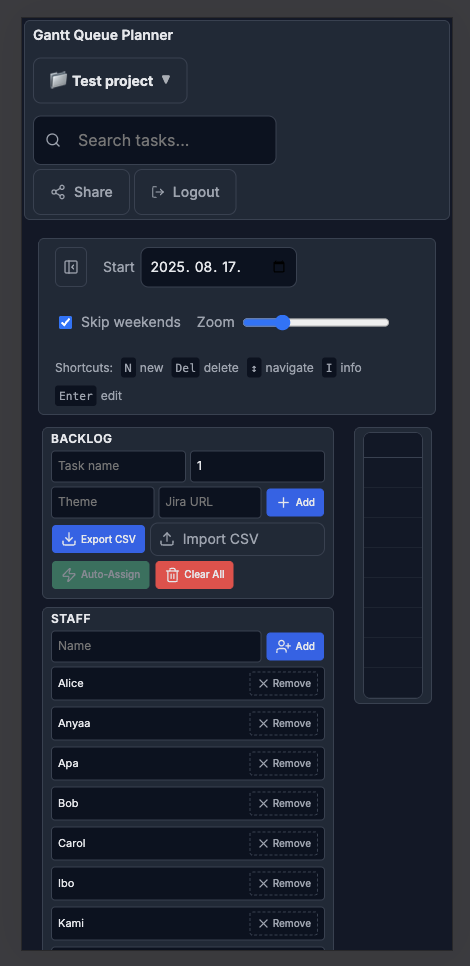 Gantt Queue Planner
Test project ▼
Search tasks...
Share Logout
Start 2025. 08. 17.
Skip weekends Zoom
Shortcuts: N new Del delete ↕ navigate I info
Enter edit
BACKLOG
Task name 1
Theme Jira URL Add
Export CSV Import CSV
Auto-Assign Clear All
STAFF
Name Add
Alice Remove
Anyaa Remove
Apa Remove
Bob Remove
Carol Remove
Ibo Remove
Kami Remove